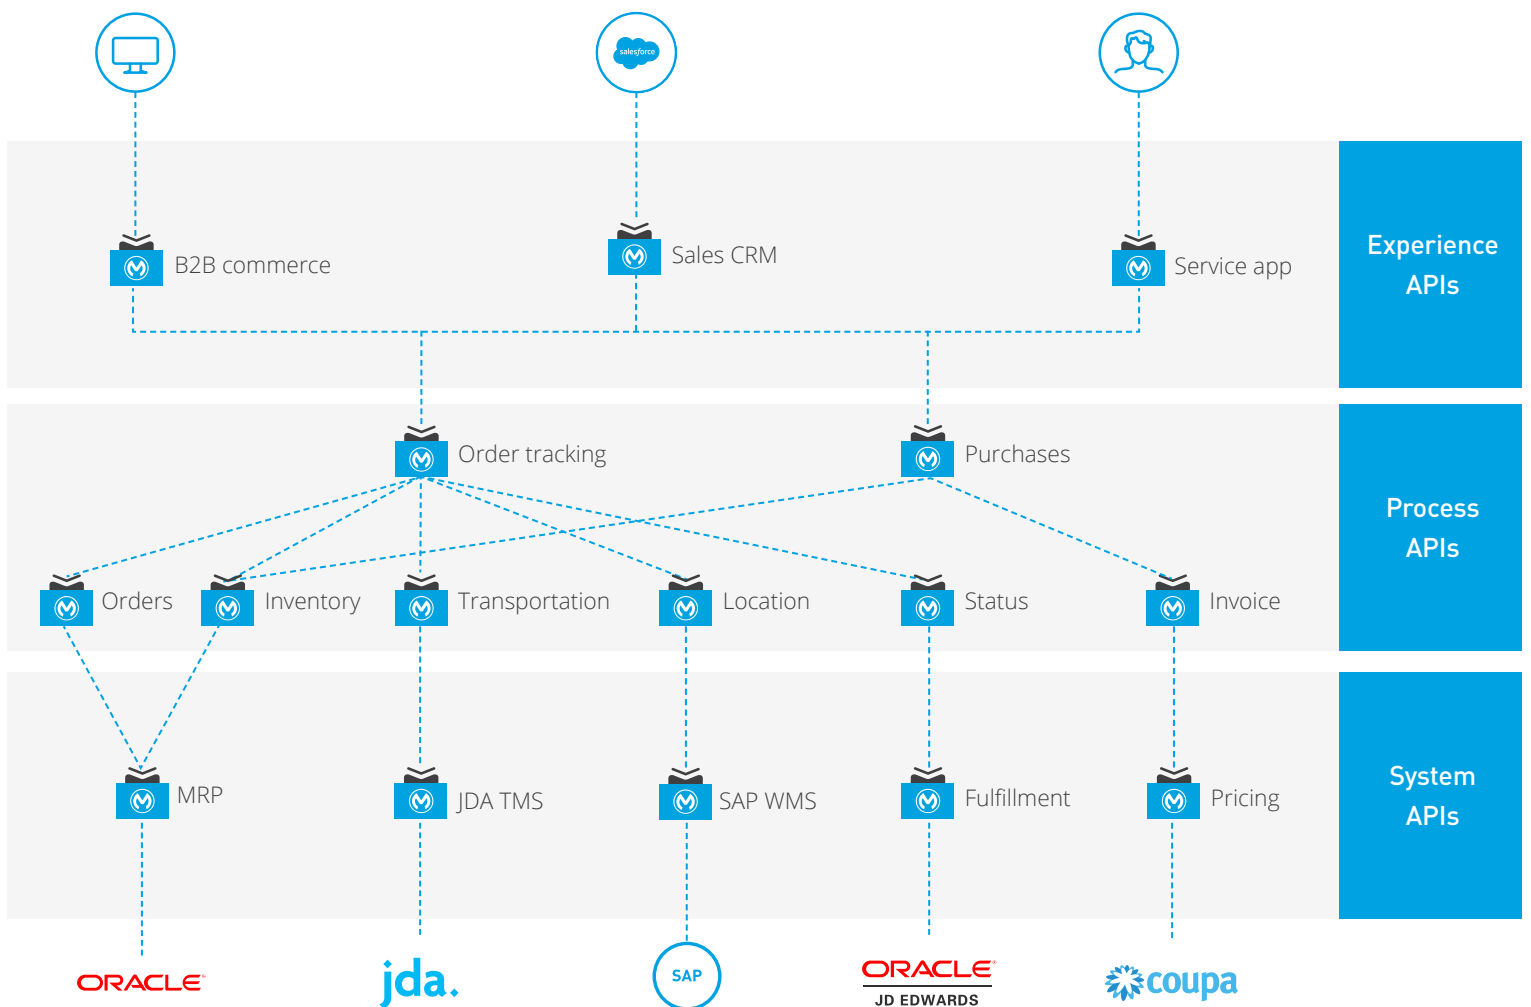 salesforce
B2B commerce
Sales CRM
Service app
Experience
APIs
Order tracking
Purchases
Orders
Inventory
Transportation
Location
Status
Invoice
Process
APIs
MRP
JDA TMS
SAP WMS
Fulfillment
Pricing
System
APIs
ORACLE
jda.
SAP
ORACLE
JD EDWARDS
coupa